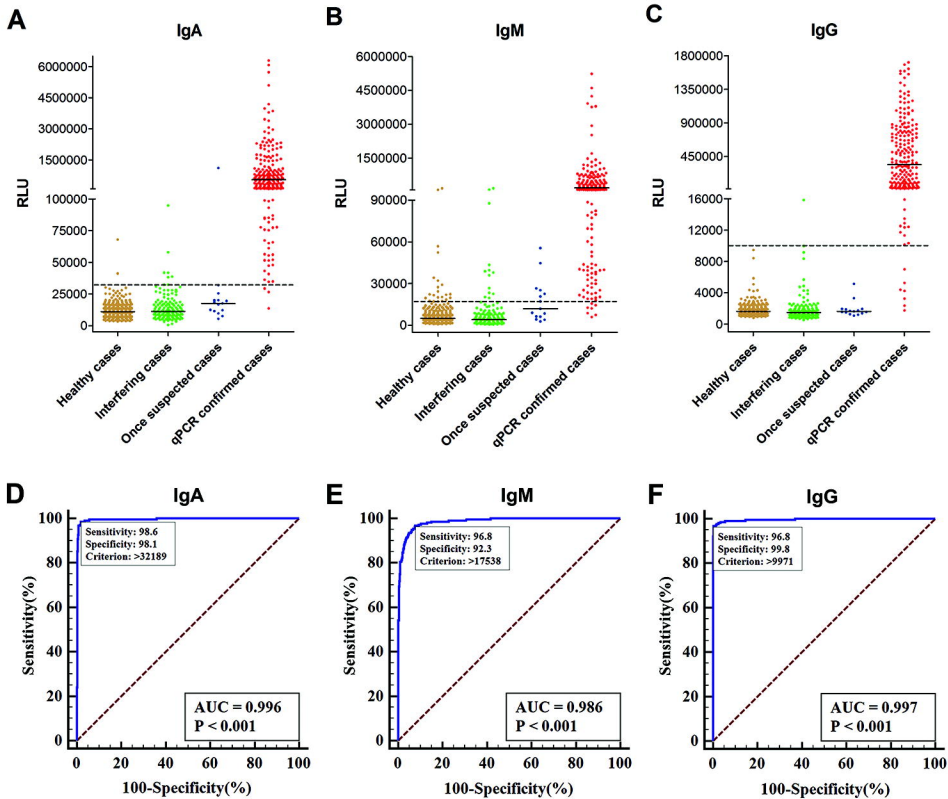 A
IgA
RLU
6000000
4500000
3000000
1500000
100000
75000
50000
25000
0
Healthy cases
Interfering cases
Once suspected cases
qPCR confirmed cases
B
IgM
RLU
6000000
4500000
3000000
1500000
90000
60000
30000
0
Healthy cases
Interfering cases
Once suspected cases
qPCR confirmed cases
C
IgG
RLU
1800000
1350000
900000
450000
16000
12000
8000
4000
0
Healthy cases
Interfering cases
Once suspected cases
qPCR confirmed cases
D
IgA
Sensitivity(%)
100
80
60
40
20
0
Sensitivity: 98.6
Specificity: 98.1
Criterion: >32189
AUC = 0.996
P < 0.001
0 20 40 60 80 100
100-Specificity(%)
E
IgM
Sensitivity(%)
100
80
60
40
20
0
Sensitivity: 96.8
Specificity: 92.3
Criterion: >17538
AUC = 0.986
P < 0.001
0 20 40 60 80 100
100-Specificity(%)
F
IgG
Sensitivity(%)
100
80
60
40
20
0
Sensitivity: 96.8
Specificity: 99.8
Criterion: >9971
AUC = 0.997
P < 0.001
0 20 40 60 80 100
100-Specificity(%)